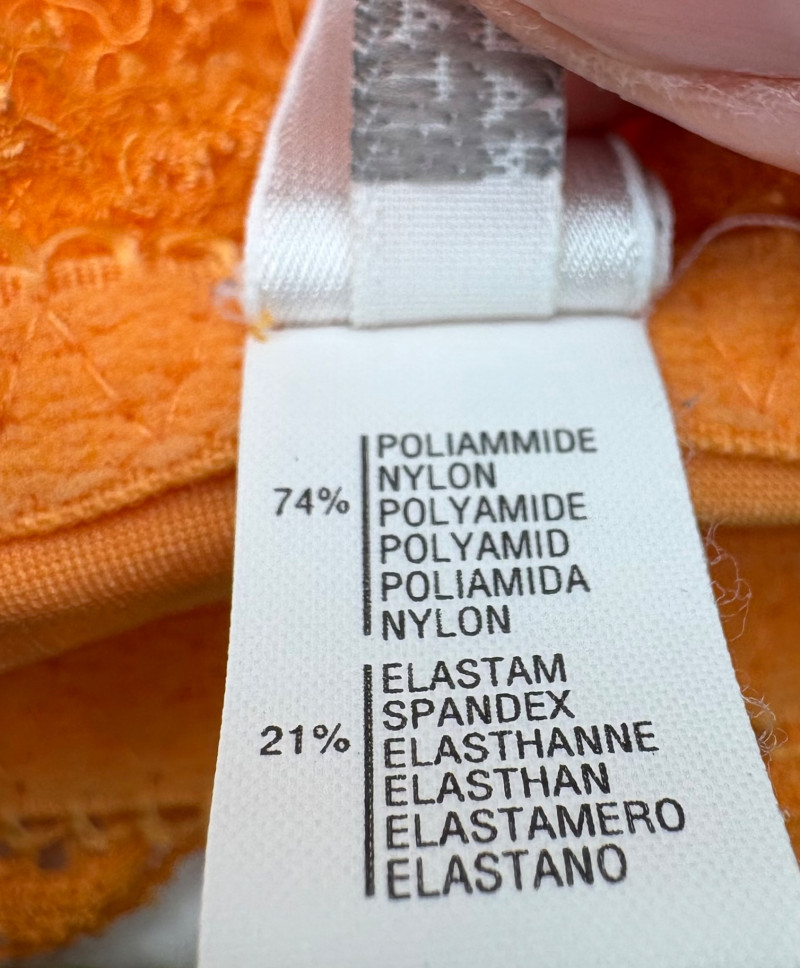 POLIAMMIDE
NYLON
74% POLYAMIDE
POLYAMID
POLIAMIDA
NYLON
ELASTAM
SPANDEX
21% ELASTHANNE
ELASTHAN
ELASTAMERO
ELASTANO